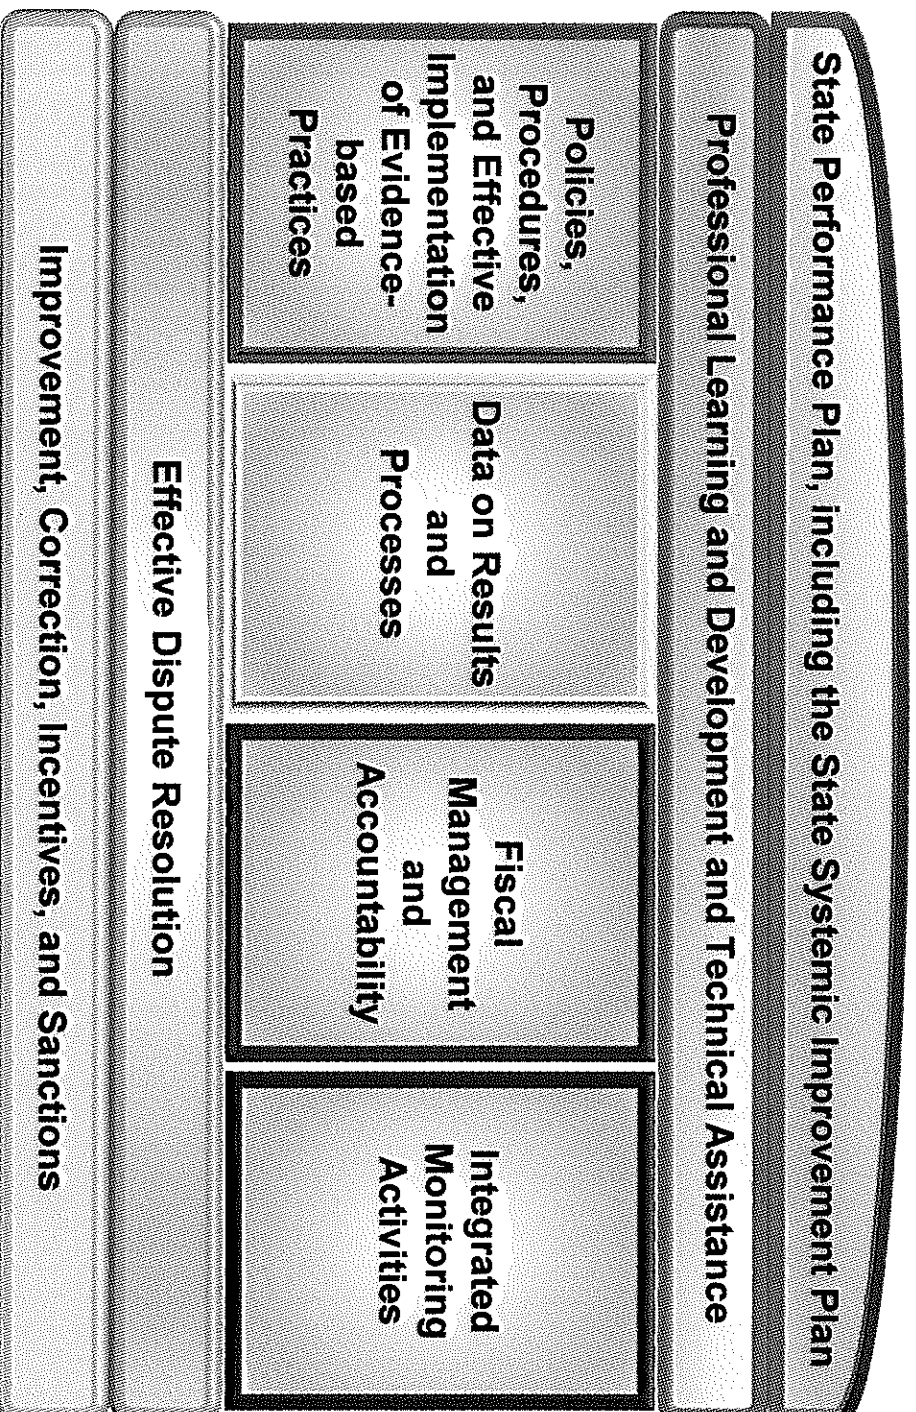 State Performance Plan, including the State Systemic Improvement Plan
Professional Learning and Development and Technical Assistance
Policies,
Procedures,
and Effective
Implementation
of Evidence-
based
Practices
Data on Results
and
Processes
Fiscal
Management
and
Accountability
Integrated
Monitoring
Activities
Effective Dispute Resolution
Improvement, Correction, Incentives, and Sanctions